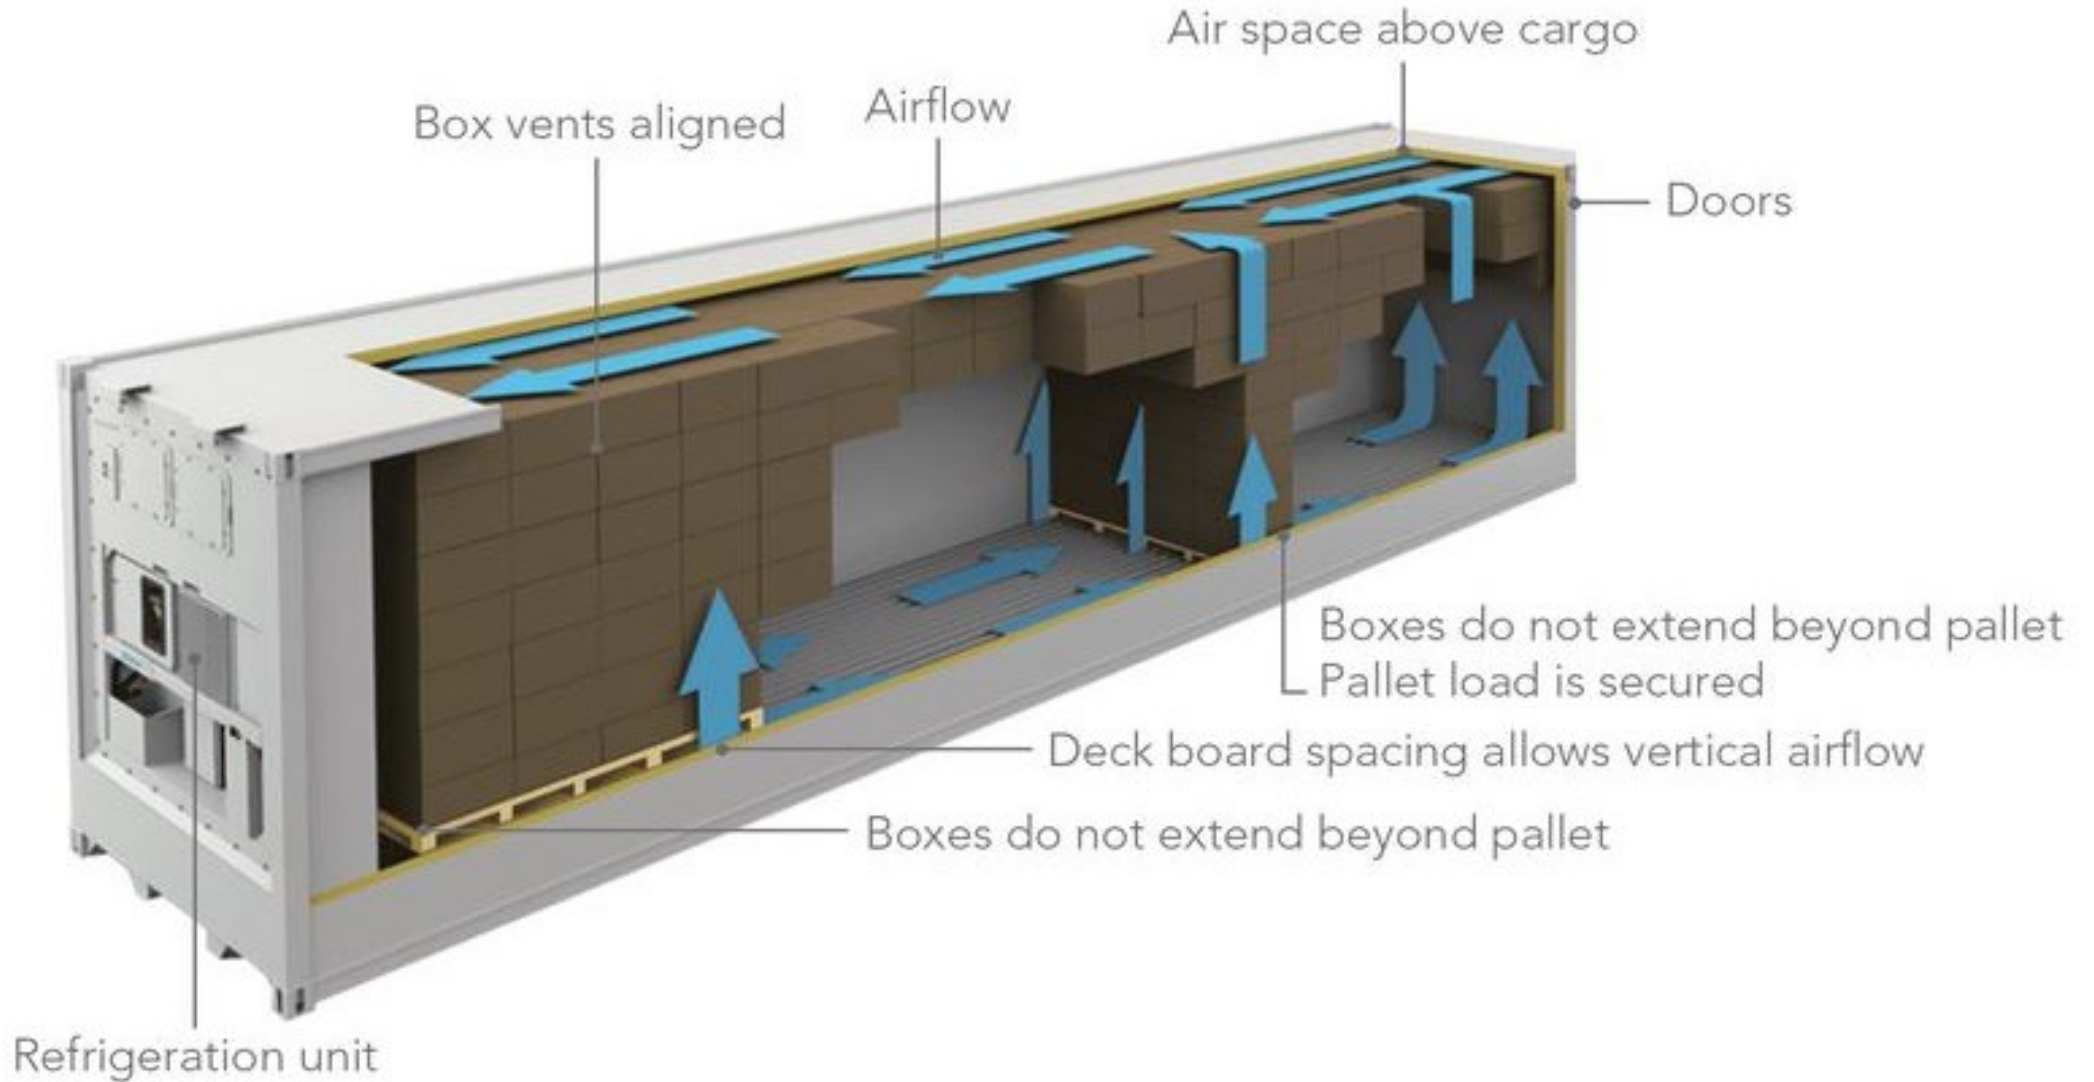 Air space above cargo
Airflow
Box vents aligned
Doors
Boxes do not extend beyond pallet
Pallet load is secured
Deck board spacing allows vertical airflow
Boxes do not extend beyond pallet
Refrigeration unit